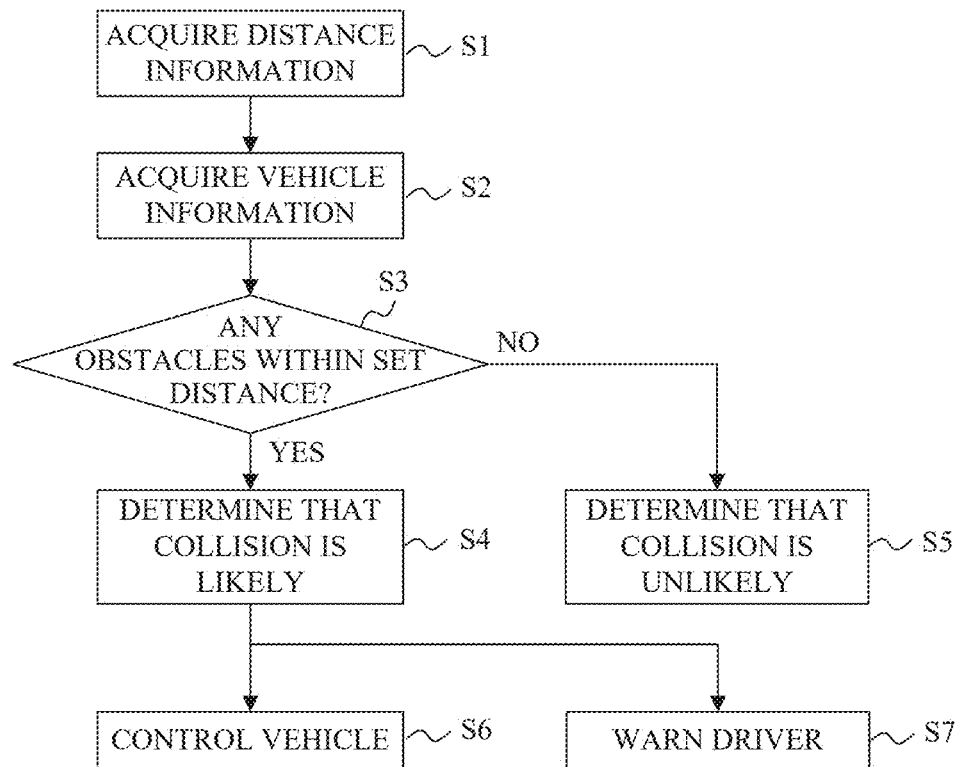 ACQUIRE DISTANCE
INFORMATION
S1
ACQUIRE VEHICLE
INFORMATION
S2
S3
ANY
OBSTACLES WITHIN SET
DISTANCE?
NO
YES
DETERMINE THAT
COLLISION IS
LIKELY
S4
DETERMINE THAT
COLLISION IS
UNLIKELY
S5
CONTROL VEHICLE
S6
WARN DRIVER
S7